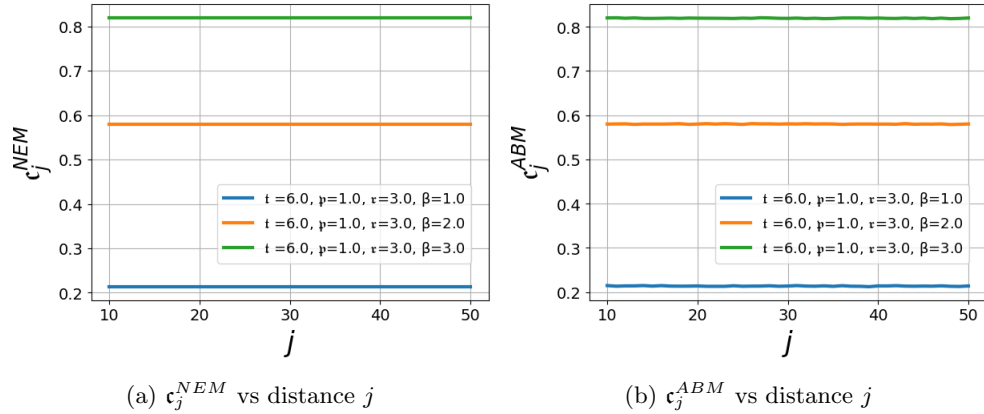 0.8
0.7
0.6
0.5
0.4
0.3
0.2
𝔠_j^{NEM}
10 20 30 40 50
j
𝔱 =6.0, 𝔭=1.0, 𝔯=3.0, β=1.0
𝔱 =6.0, 𝔭=1.0, 𝔯=3.0, β=2.0
𝔱 =6.0, 𝔭=1.0, 𝔯=3.0, β=3.0
(a) 𝔠_j^{NEM} vs distance j
0.8
0.7
0.6
0.5
0.4
0.3
0.2
𝔠_j^{ABM}
10 20 30 40 50
j
𝔱 =6.0, 𝔭=1.0, 𝔯=3.0, β=1.0
𝔱 =6.0, 𝔭=1.0, 𝔯=3.0, β=2.0
𝔱 =6.0, 𝔭=1.0, 𝔯=3.0, β=3.0
(b) 𝔠_j^{ABM} vs distance j